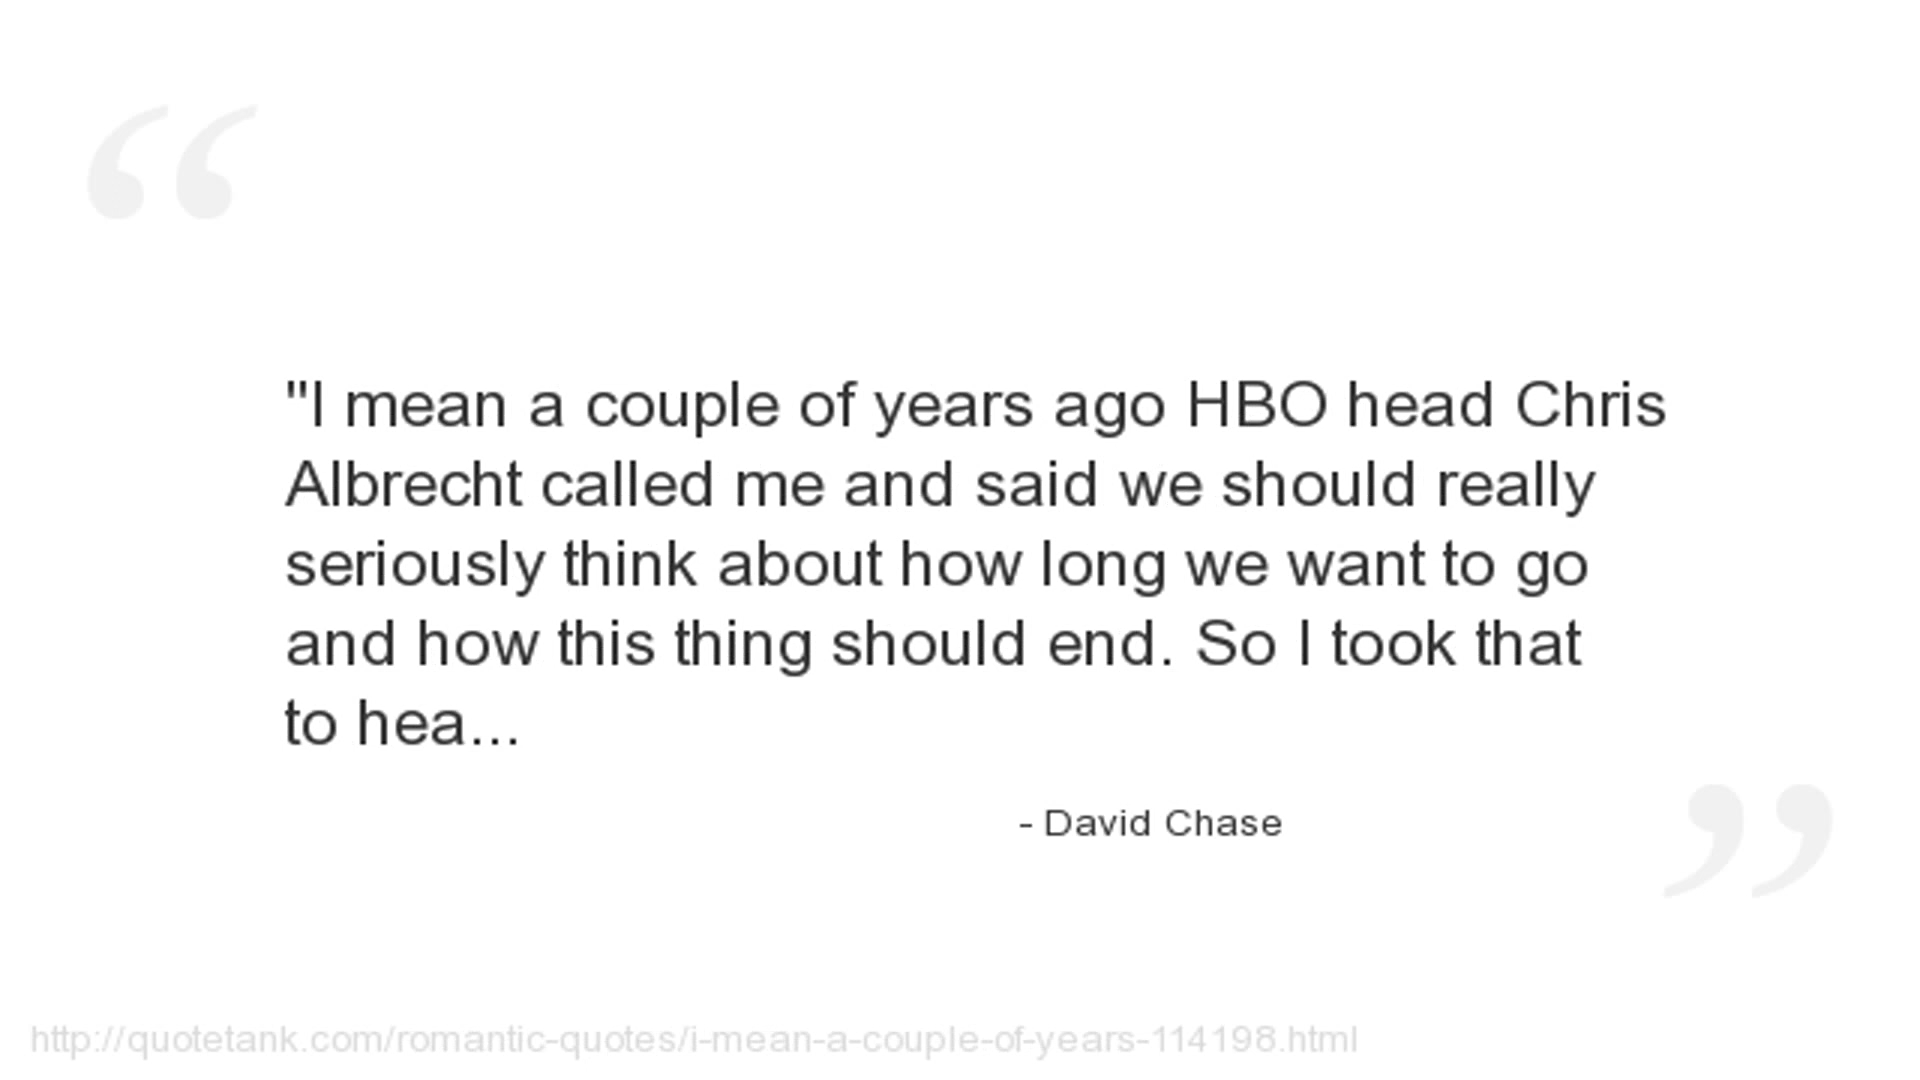 "I mean a couple of years ago HBO head Chris
Albrecht called me and said we should really
seriously think about how long we want to go
and how this thing should end. So I took that
to hea...
- David Chase
http://quotetank.com/romantic-quotes/i-mean-a-couple-of-years-114198.html